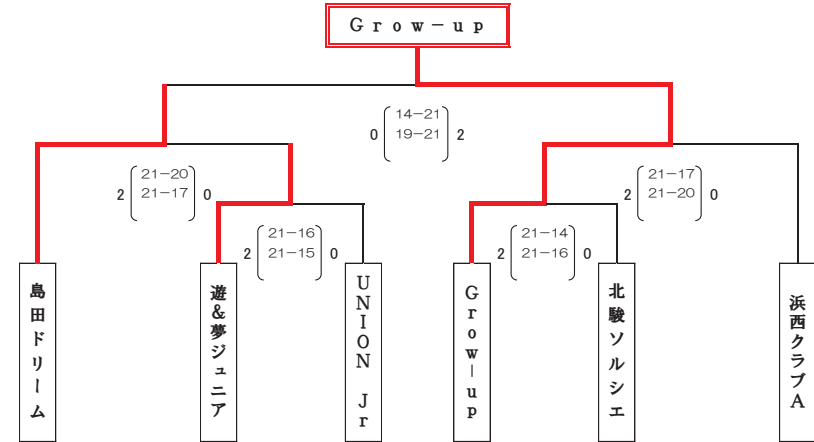 Grow－up
14－21
0 19－21 2
21－20
2 21－17 0
21－17
2 21－20 0
21－16
2 21－15 0
21－14
2 21－16 0
島田ドリーム
遊&夢ジュニア
UNION Jr
Grow－up
北駿ソルシエ
浜西クラブA